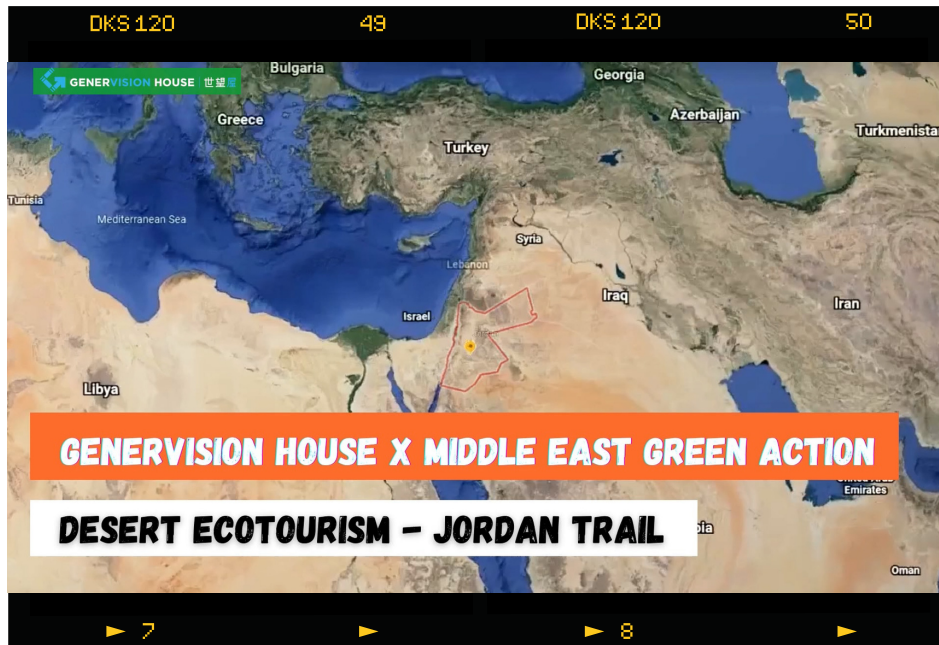 DKS 120 49 DKS 120 50
GENERVISION HOUSE 世望屋
Bulgaria
Georgia
Greece
Azerbaijan
Turkey
Turkmenista
Tunisia
Mediterranean Sea
Syria
Lebanon
Iraq
Iran
Israel
Libya
GENERVISION HOUSE X MIDDLE EAST GREEN ACTION
Emirates
DESERT ECOTOURISM – JORDAN TRAIL
bia
Oman
7 8